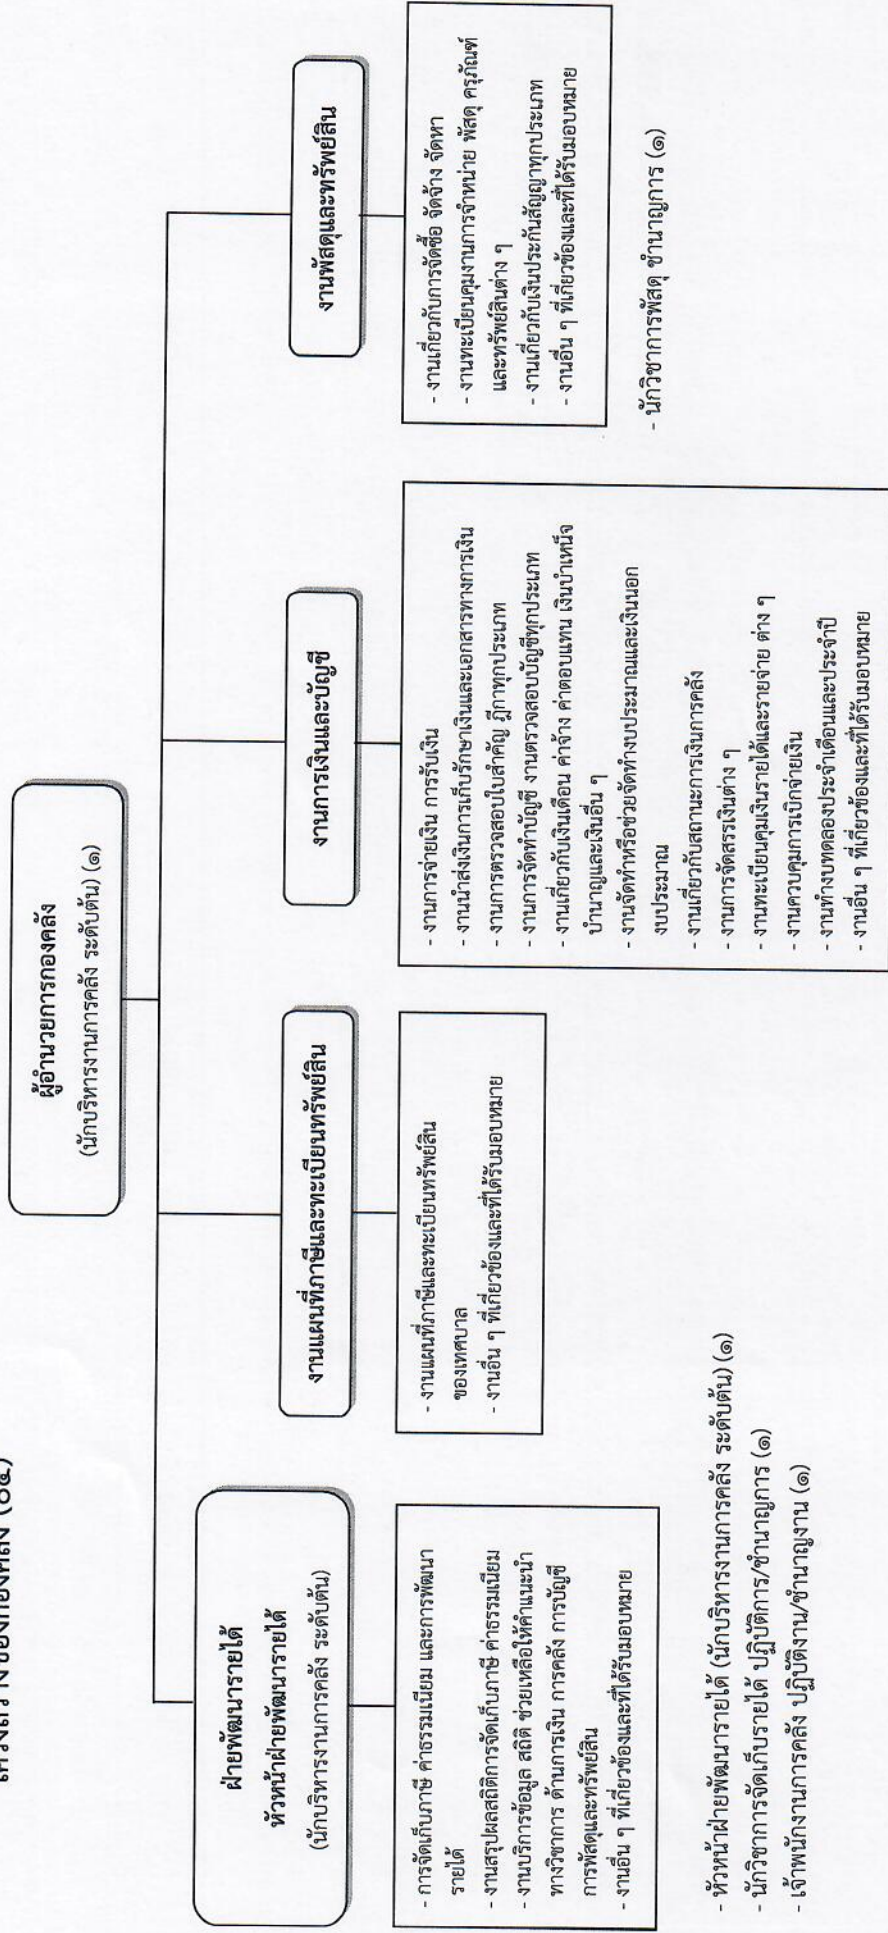 โครงสร้างของกองคลัง (๐๔)
ผู้อำนวยการกองคลัง
(นักบริหารงานการคลัง ระดับต้น) (๑)
ฝ่ายพัฒนารายได้
หัวหน้าฝ่ายพัฒนารายได้
(นักบริหารงานการคลัง ระดับต้น)
- การจัดเก็บภาษี ค่าธรรมเนียม และการพัฒนา
รายได้
- งานสรุปผลสถิติการจัดเก็บภาษี ค่าธรรมเนียม
- งานบริการข้อมูล สถิติ ช่วยเหลือให้คำแนะนำ
ทางวิชาการ ด้านการเงิน การคลัง การบัญชี
การพัสดุและทรัพย์สิน
- งานอื่น ๆ ที่เกี่ยวข้องและที่ได้รับมอบหมาย
- หัวหน้าฝ่ายพัฒนารายได้ (นักบริหารงานการคลัง ระดับต้น) (๑)
- นักวิชาการจัดเก็บรายได้ ปฏิบัติการ/ชำนาญการ (๑)
- เจ้าพนักงานการคลัง ปฏิบัติงาน/ชำนาญงาน (๑)
งานแผนที่ภาษีและทะเบียนทรัพย์สิน
- งานแผนที่ภาษีและทะเบียนทรัพย์สิน
ของเทศบาล
- งานอื่น ๆ ที่เกี่ยวข้องและที่ได้รับมอบหมาย
งานการเงินและบัญชี
- งานการจ่ายเงิน การรับเงิน
- งานนำส่งเงินการเก็บรักษาเงินและเอกสารทางการเงิน
- งานการตรวจสอบใบสำคัญ ฎีกาทุกประเภท
- งานการจัดทำบัญชี งานตรวจสอบบัญชีทุกประเภท
- งานเกี่ยวกับเงินเดือน ค่าจ้าง ค่าตอบแทน เงินบำเหน็จ
บำนาญและเงินอื่น ๆ
- งานจัดทำหรือช่วยจัดทำงบประมาณและเงินนอก
งบประมาณ
- งานเกี่ยวกับสถานะการเงินการคลัง
- งานการจัดสรรเงินต่าง ๆ
- งานทะเบียนคุมเงินรายได้และรายจ่าย ต่าง ๆ
- งานควบคุมการเบิกจ่ายเงิน
- งานทำงบทดลองประจำเดือนและประจำปี
- งานอื่น ๆ ที่เกี่ยวข้องและที่ได้รับมอบหมาย
งานพัสดุและทรัพย์สิน
- งานเกี่ยวกับการจัดซื้อ จัดจ้าง จัดหา
- งานทะเบียนคุมงานการจำหน่าย พัสดุ ครุภัณฑ์
และทรัพย์สินต่าง ๆ
- งานเกี่ยวกับเงินประกันสัญญาทุกประเภท
- งานอื่น ๆ ที่เกี่ยวข้องและที่ได้รับมอบหมาย
- นักวิชาการพัสดุ ชำนาญการ (๑)